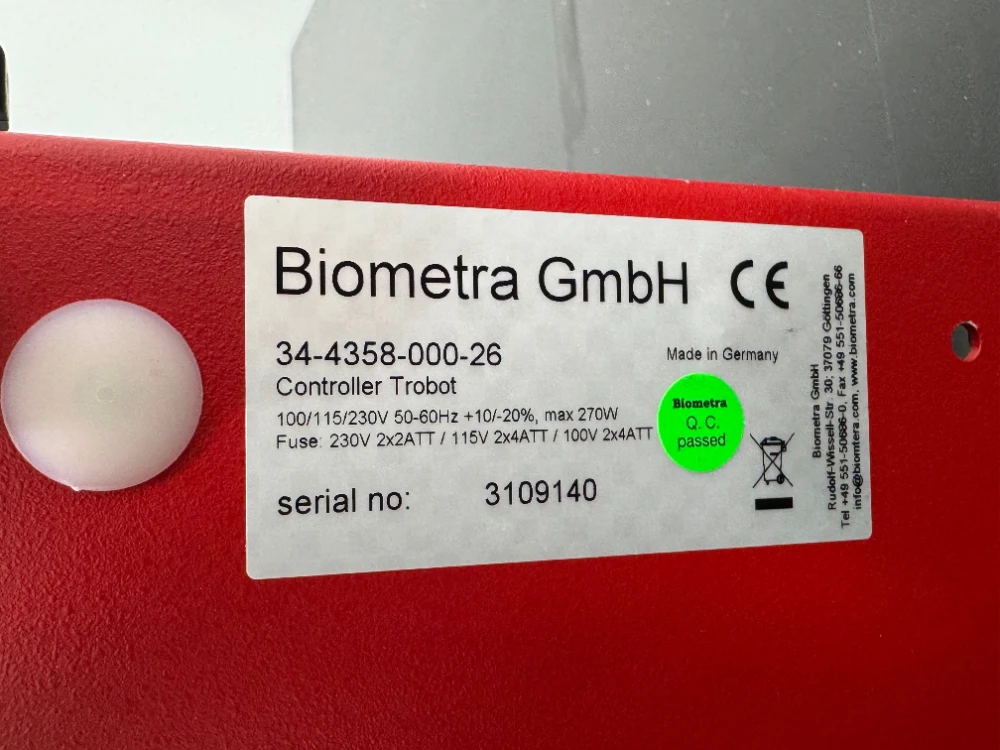 Biometra GmbH
CE
34-4358-000-26
Controller Trobot
Made in Germany
100/115/230V 50-60Hz +10/-20%, max 270W
Fuse: 230V 2x2ATT / 115V 2x4ATT / 100V 2x4ATT
serial no: 3109140
Biometra
Q. C.
passed
Biometra GmbH
Rudolf-Wissell-Str. 30; 37079 Göttingen
Tel +49 551-50686-0, Fax +49 551-50686-66
info@biomtera.com, www.biometra.com